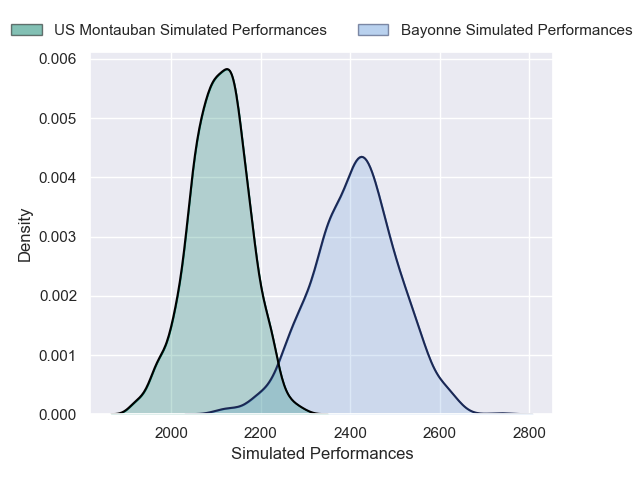 US Montauban Simulated Performances Bayonne Simulated Performances
0.006
0.005
0.004
0.003
0.002
0.001
0.000
Density
2000 2200 2400 2600 2800
Simulated Performances